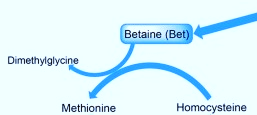 Betaine (Bet)
Dimethylglycine
Methionine
Homocysteine